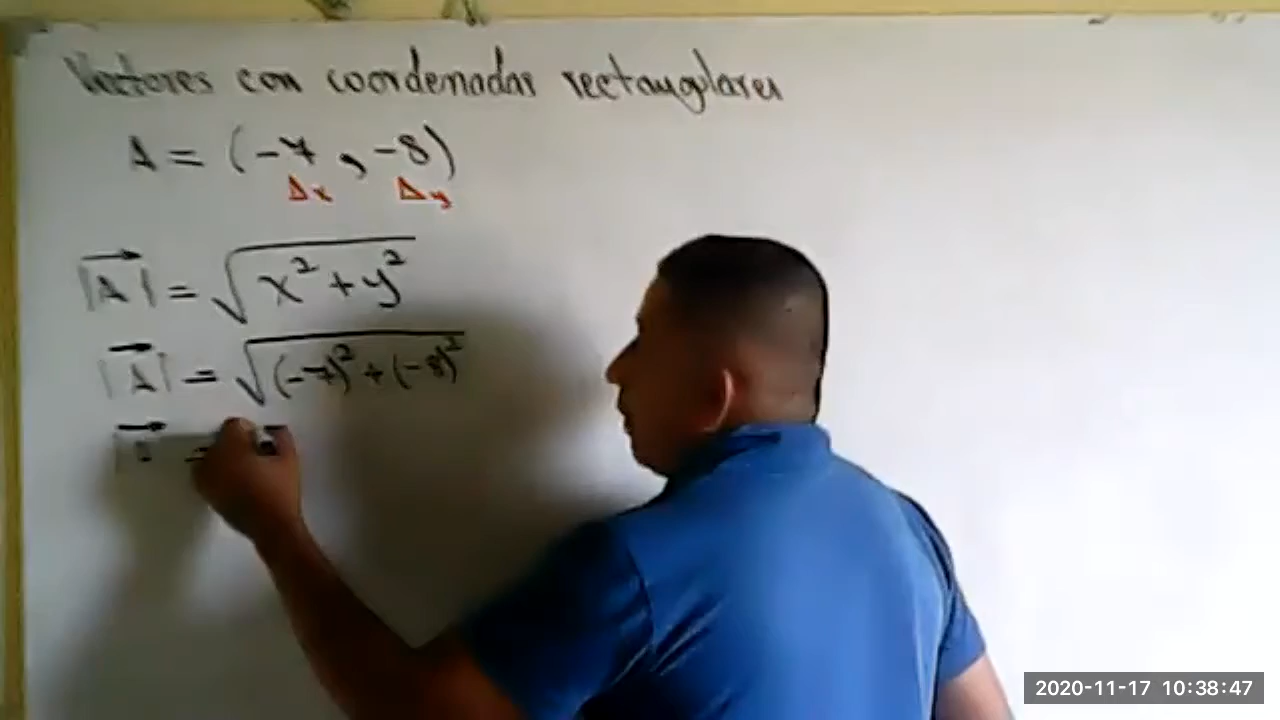 Vectores con coordenadas rectangulares
A = (-7, -8)
Δx Δy
|A⃗| = √(x² + y²)
|A⃗| = √((-7)² + (-8)²)
2020-11-17 10:38:47